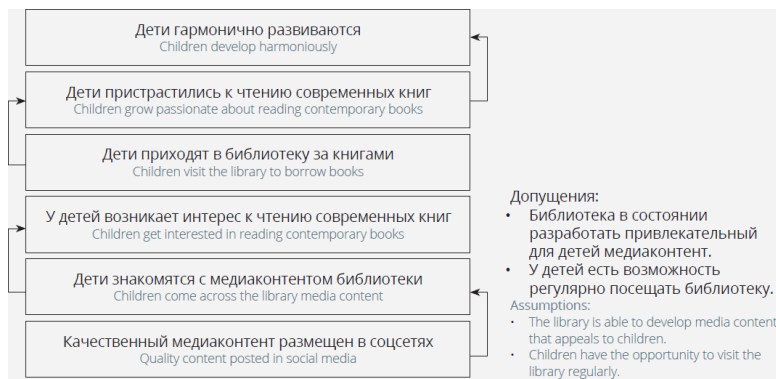 Дети гармонично развиваются
Children develop harmoniously
Дети пристрастились к чтению современных книг
Children grow passionate about reading contemporary books
Дети приходят в библиотеку за книгами
Children visit the library to borrow books
У детей возникает интерес к чтению современных книг
Children get interested in reading contemporary books
Дети знакомятся с медиаконтентом библиотеки
Children come across the library media content
Качественный медиаконтент размещен в соцсетях
Quality content posted in social media
Допущения:
• Библиотека в состоянии
разработать привлекательный
для детей медиаконтент.
• У детей есть возможность
регулярно посещать библиотеку.
Assumptions:
• The library is able to develop media content
that appeals to children.
• Children have the opportunity to visit the
library regularly.